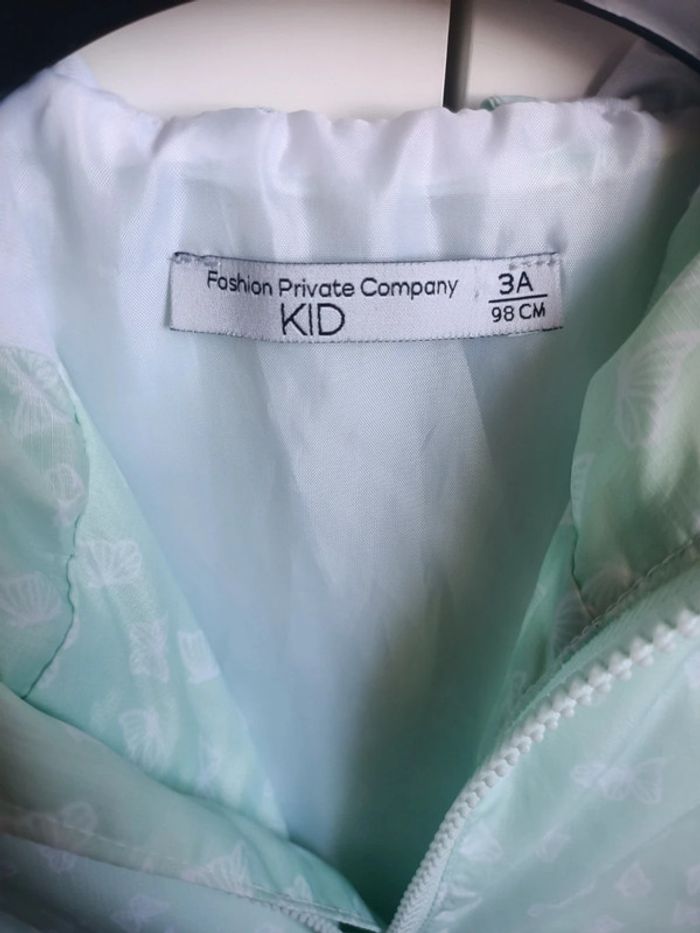 Fashion Private Company
KID
3A
98 CM